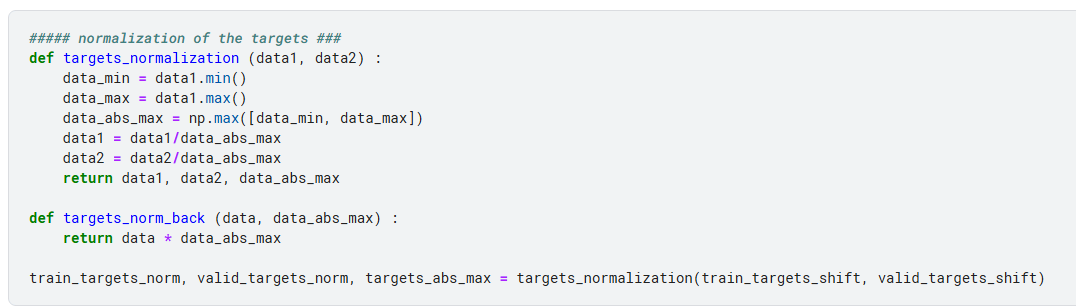 ##### normalization of the targets ###
def targets_normalization (data1, data2) :
    data_min = data1.min()
    data_max = data1.max()
    data_abs_max = np.max([data_min, data_max])
    data1 = data1/data_abs_max
    data2 = data2/data_abs_max
    return data1, data2, data_abs_max

def targets_norm_back (data, data_abs_max) :
    return data * data_abs_max

train_targets_norm, valid_targets_norm, targets_abs_max = targets_normalization(train_targets_shift, valid_targets_shift)